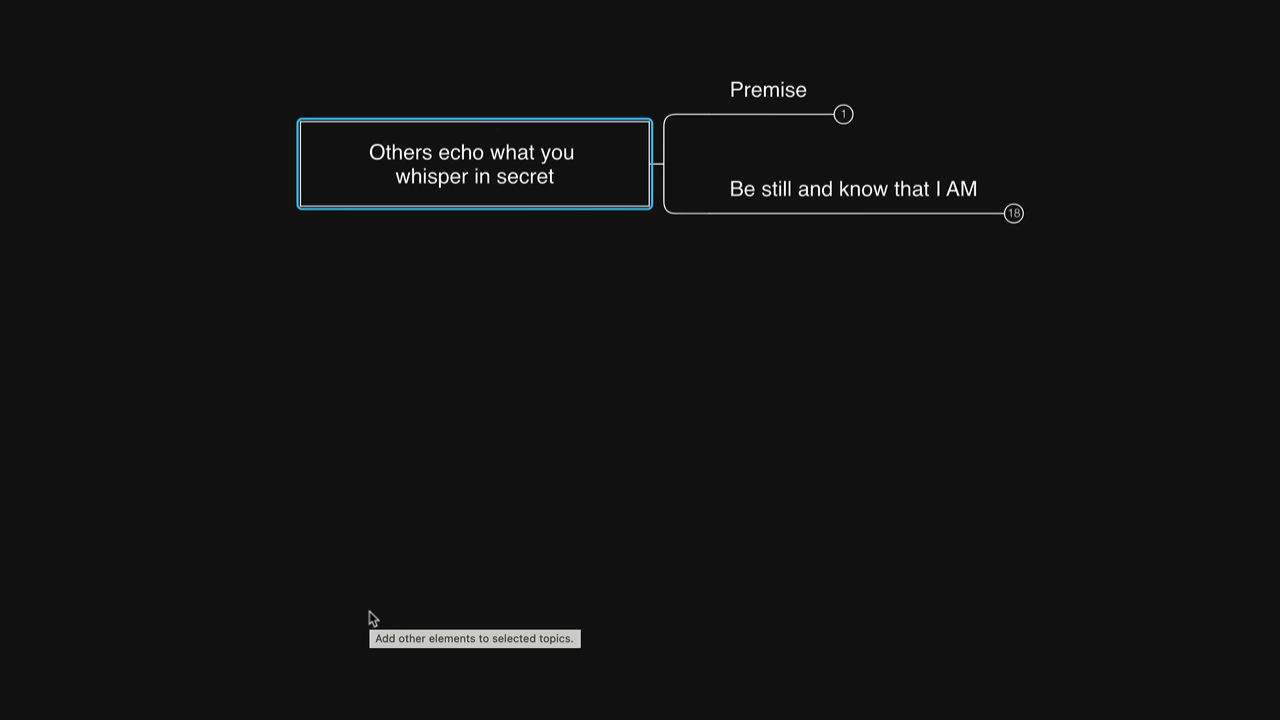 Premise
1
Others echo what you
whisper in secret
Be still and know that I AM
18
Add other elements to selected topics.